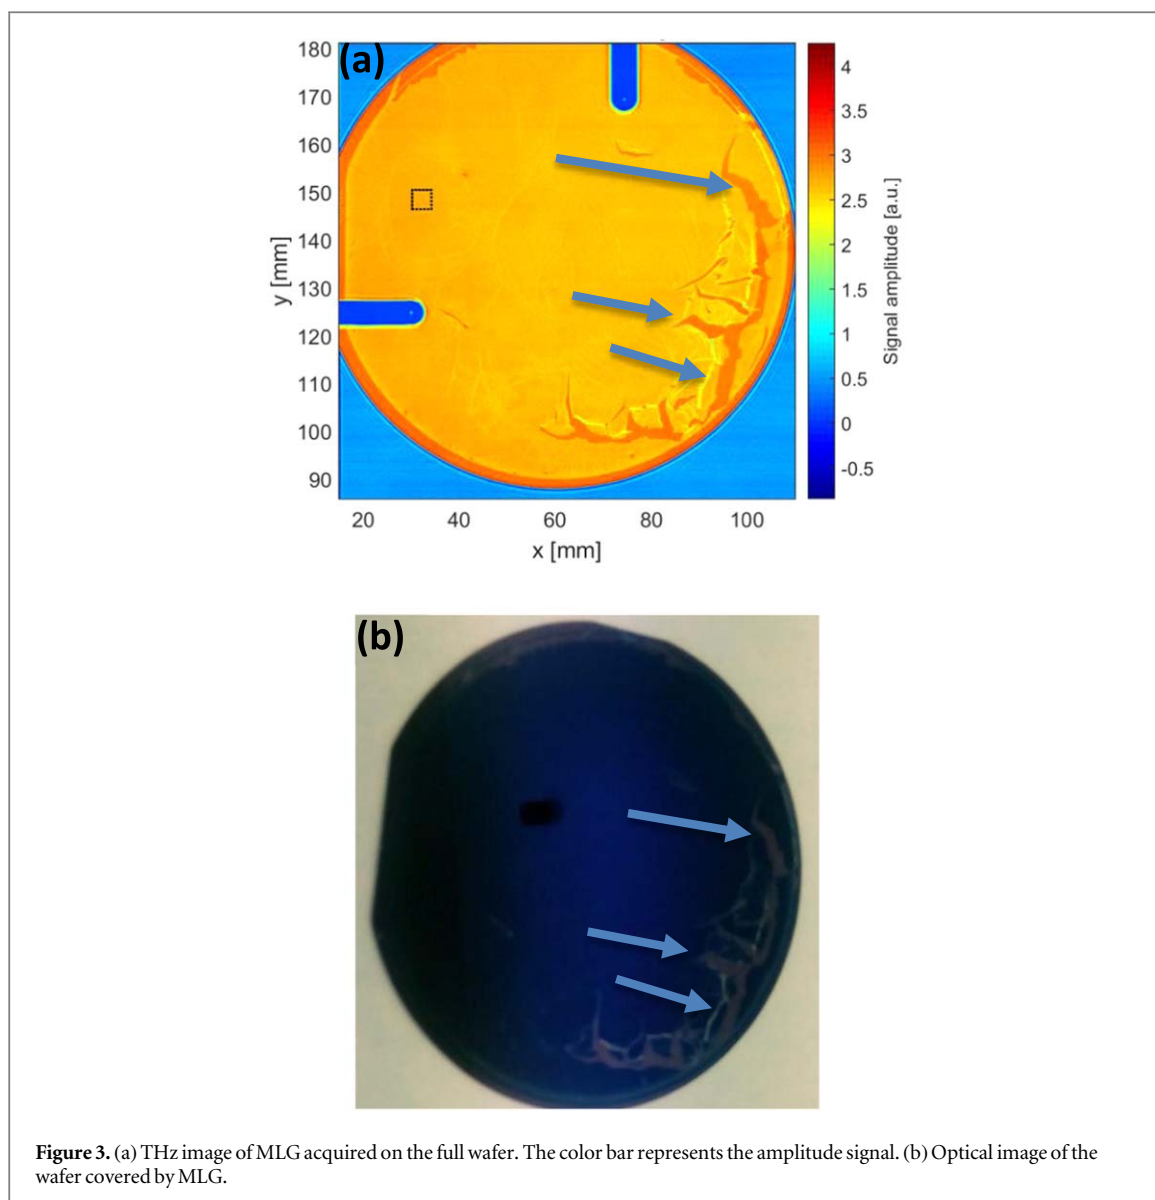 (a)
180
170
160
150
140
130
120
110
100
90
y [mm]
20 40 60 80 100
x [mm]
4
3.5
3
2.5
2
1.5
1
0.5
0
-0.5
Signal amplitude [a.u.]
(b)
Figure 3. (a) THz image of MLG acquired on the full wafer. The color bar represents the amplitude signal. (b) Optical image of the
wafer covered by MLG.